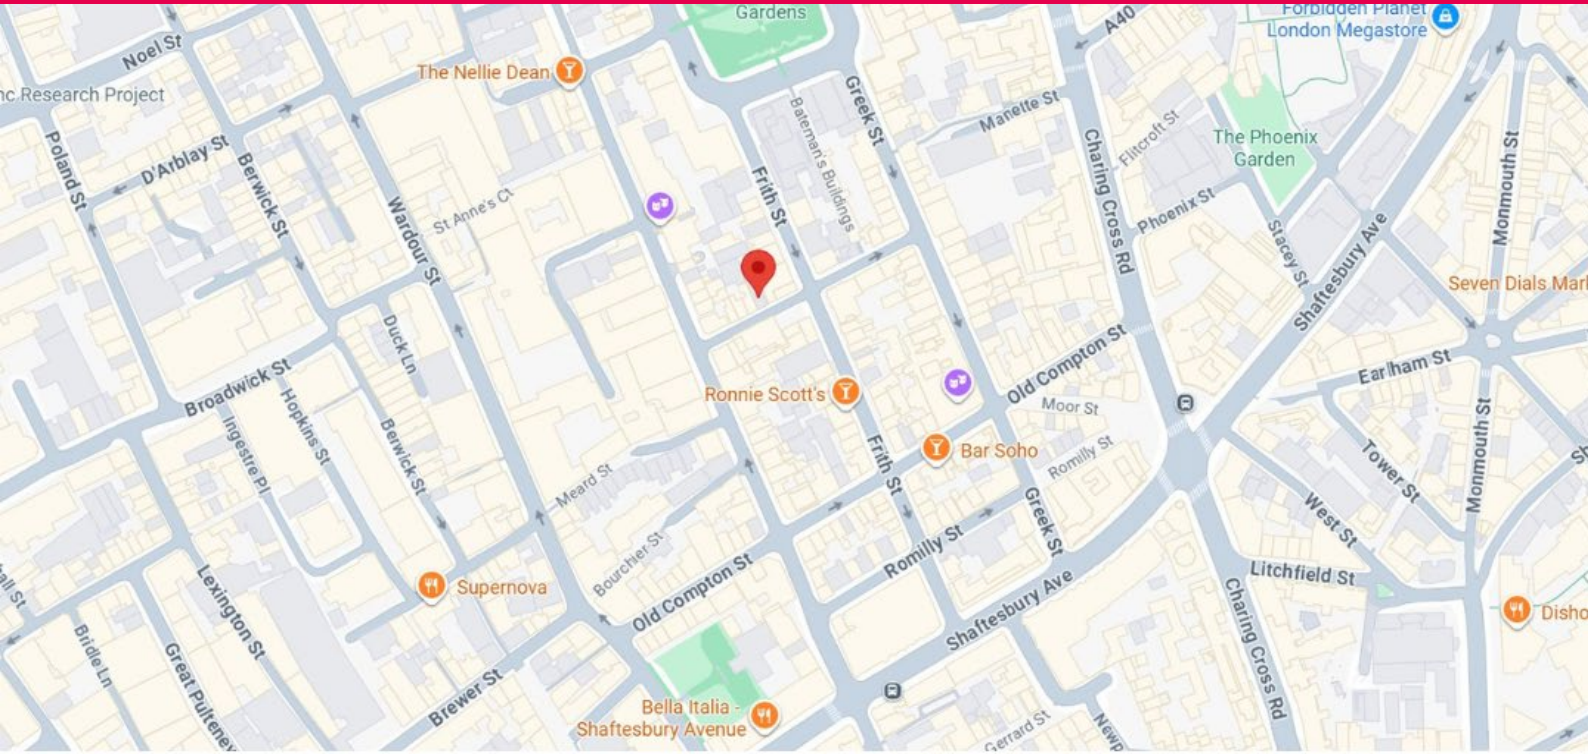 Gardens
Forbidden Planet
London Megastore
A40
Noel St
The Nellie Dean
nc Research Project
Greek St
Bateman's Buildings
Manette St
Flitcroft St
The Phoenix
Garden
Monmouth St
Poland St
D'Arblay St
Berwick St
Wardour St
St Anne's Ct
Frith St
Charing Cross Rd
Phoenix St
Stacey St
Shaftesbury Ave
Seven Dials Mar
Duck Ln
Old Compton St
Earlham St
Broadwick St
Ronnie Scott's
Moor St
Hopkins St
Ingestre Pl
Berwick St
Frith St
Bar Soho
Romilly St
Tower St
Monmouth St
Meard St
Greek St
West St
Bourchier St
Romilly St
Litchfield St
Supernova
Old Compton St
Shaftesbury Ave
Charing Cross Rd
Disho
Lexington St
Bridle Ln
Great Pulteney
Brewer St
Bella Italia -
Shaftesbury Avenue
Gerrard St
Newp